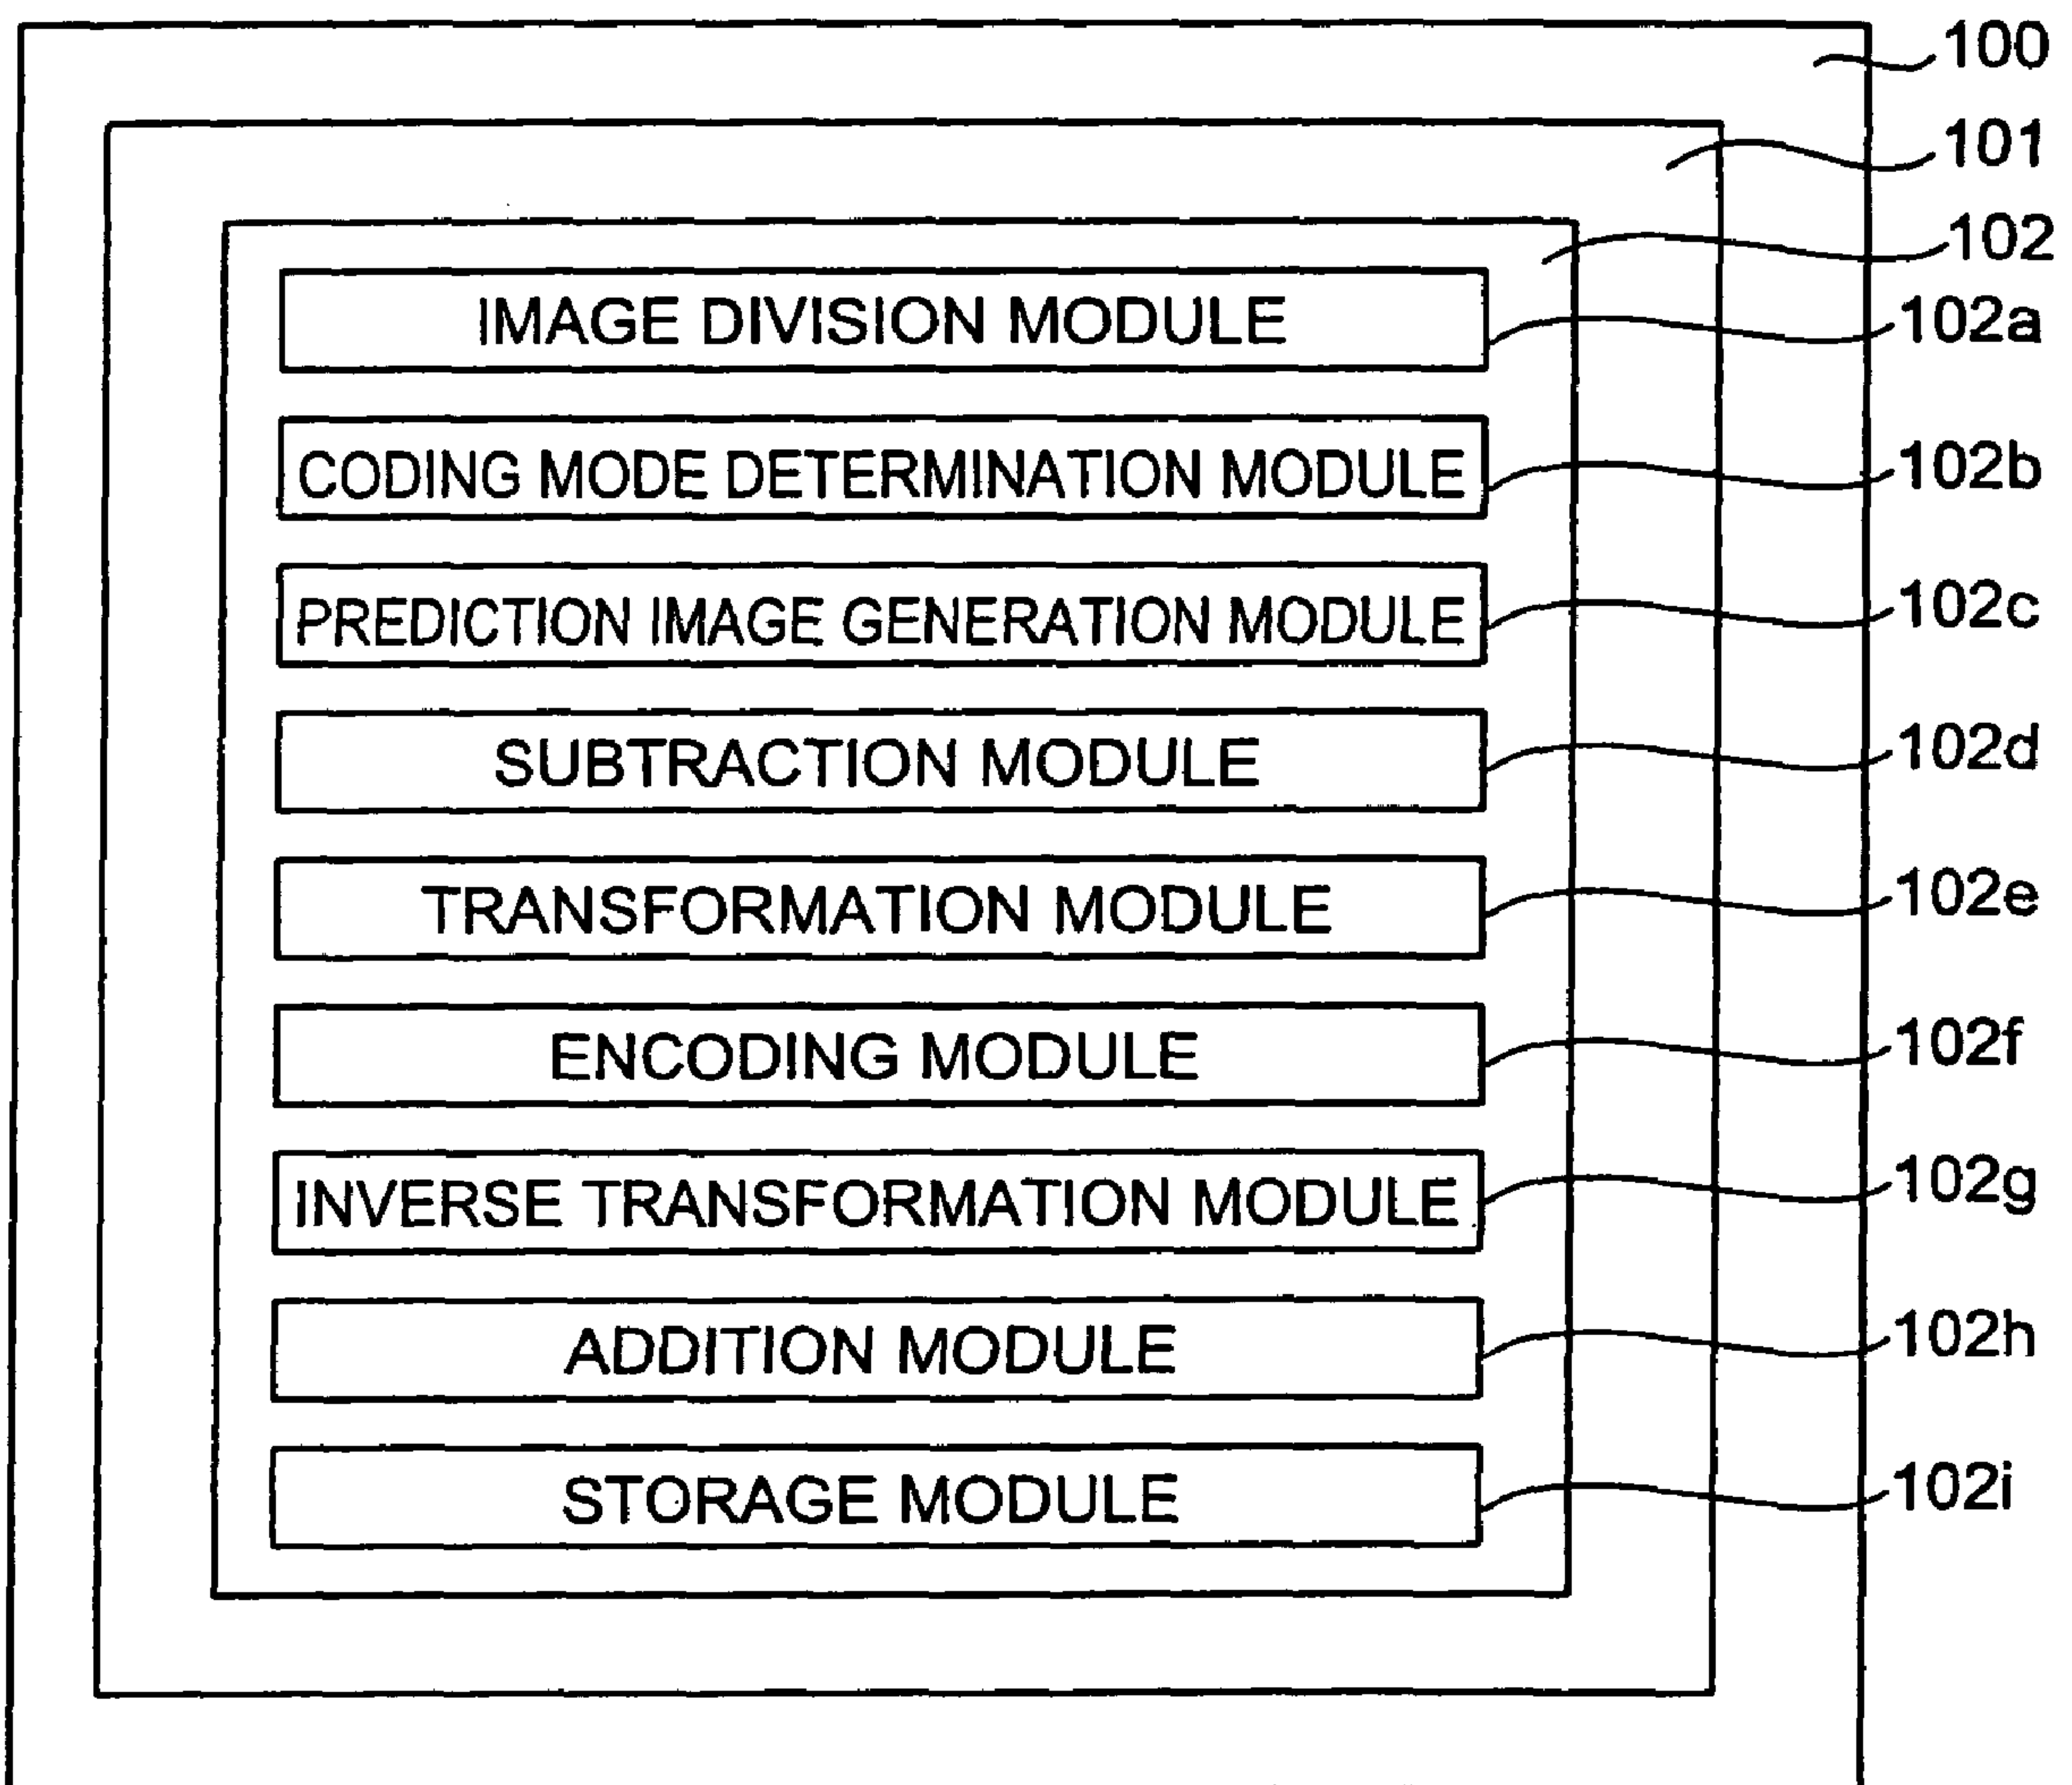 100
101
102
IMAGE DIVISION MODULE 102a
CODING MODE DETERMINATION MODULE 102b
PREDICTION IMAGE GENERATION MODULE 102c
SUBTRACTION MODULE 102d
TRANSFORMATION MODULE 102e
ENCODING MODULE 102f
INVERSE TRANSFORMATION MODULE 102g
ADDITION MODULE 102h
STORAGE MODULE 102i